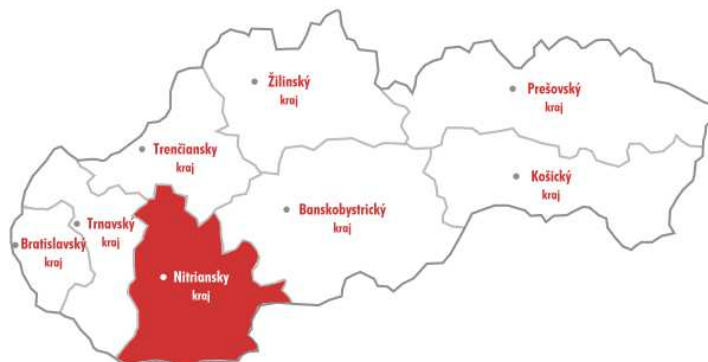 Žilinský
kraj
Prešovský
kraj
Trenčiansky
kraj
Košický
kraj
Banskobystrický
kraj
Trnavský
kraj
Bratislavský
kraj
Nitriansky
kraj